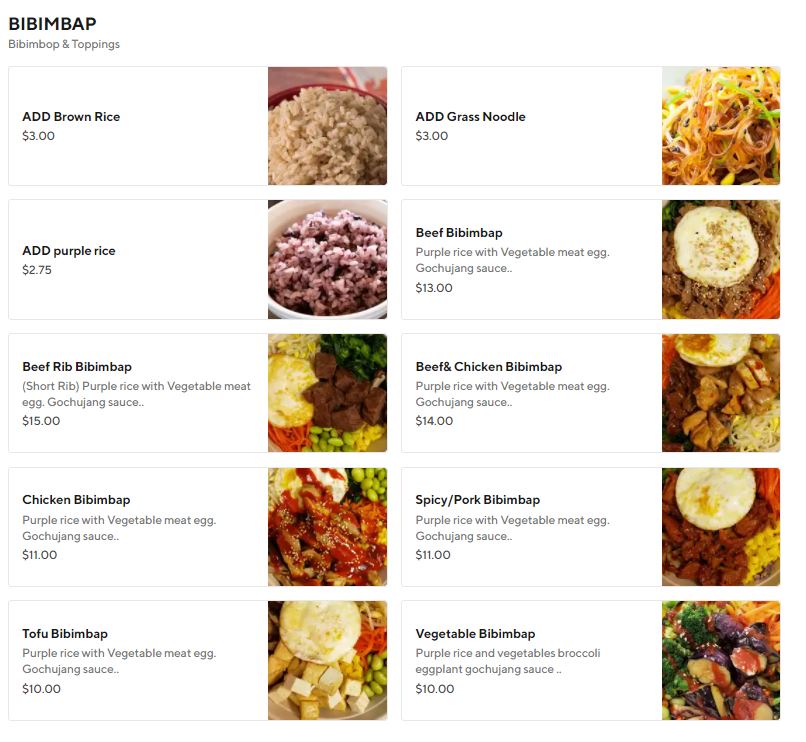 BIBIMBAP
Bibimbop & Toppings
ADD Brown Rice
$3.00
ADD Grass Noodle
$3.00
ADD purple rice
$2.75
Beef Bibimbap
Purple rice with Vegetable meat egg.
Gochujang sauce..
$13.00
Beef Rib Bibimbap
(Short Rib) Purple rice with Vegetable meat
egg. Gochujang sauce..
$15.00
Beef& Chicken Bibimbap
Purple rice with Vegetable meat egg.
Gochujang sauce..
$14.00
Chicken Bibimbap
Purple rice with Vegetable meat egg.
Gochujang sauce..
$11.00
Spicy/Pork Bibimbap
Purple rice with Vegetable meat egg.
Gochujang sauce..
$11.00
Tofu Bibimbap
Purple rice with Vegetable meat egg.
Gochujang sauce..
$10.00
Vegetable Bibimbap
Purple rice and vegetables broccoli
eggplant gochujang sauce ..
$10.00